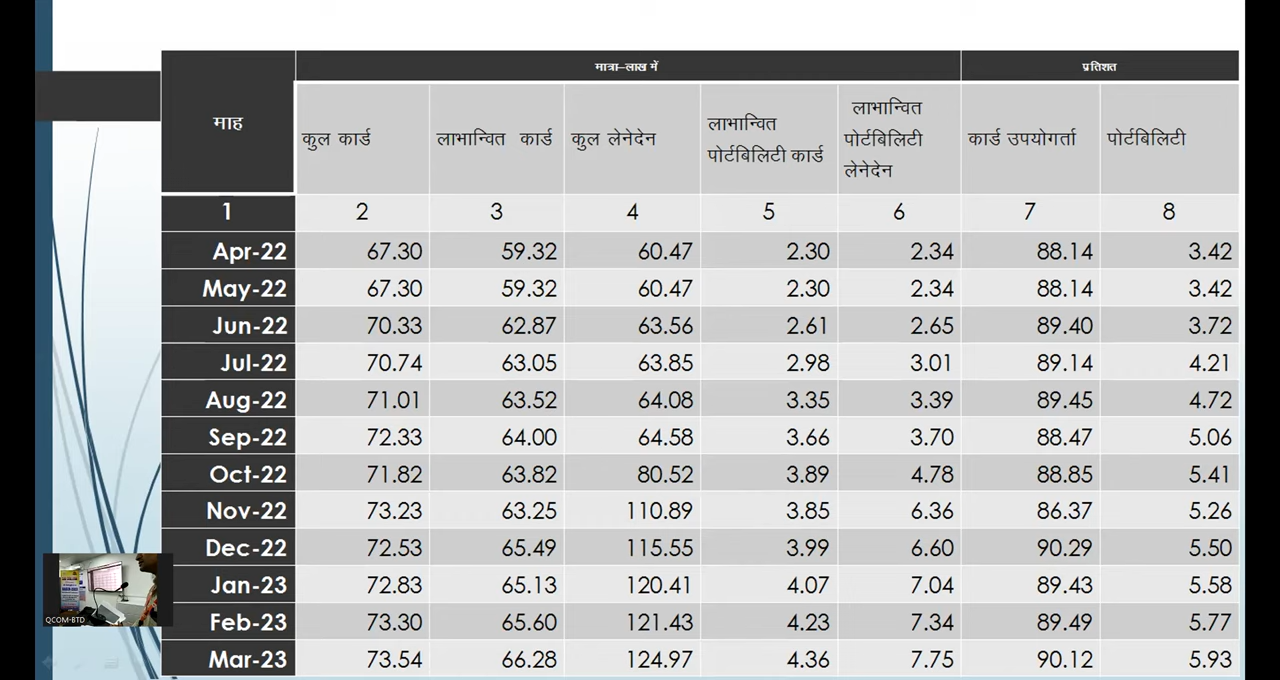 मात्रा–लाख में प्रतिशत
माह कुल कार्ड लाभान्वित कार्ड कुल लेनेदेन लाभान्वित पोर्टबिलिटी कार्ड लाभान्वित पोर्टबिलिटी लेनेदेन कार्ड उपयोगर्ता पोर्टबिलिटी
1 2 3 4 5 6 7 8
Apr-22 67.30 59.32 60.47 2.30 2.34 88.14 3.42
May-22 67.30 59.32 60.47 2.30 2.34 88.14 3.42
Jun-22 70.33 62.87 63.56 2.61 2.65 89.40 3.72
Jul-22 70.74 63.05 63.85 2.98 3.01 89.14 4.21
Aug-22 71.01 63.52 64.08 3.35 3.39 89.45 4.72
Sep-22 72.33 64.00 64.58 3.66 3.70 88.47 5.06
Oct-22 71.82 63.82 80.52 3.89 4.78 88.85 5.41
Nov-22 73.23 63.25 110.89 3.85 6.36 86.37 5.26
Dec-22 72.53 65.49 115.55 3.99 6.60 90.29 5.50
Jan-23 72.83 65.13 120.41 4.07 7.04 89.43 5.58
Feb-23 73.30 65.60 121.43 4.23 7.34 89.49 5.77
Mar-23 73.54 66.28 124.97 4.36 7.75 90.12 5.93
QCOM-BTD